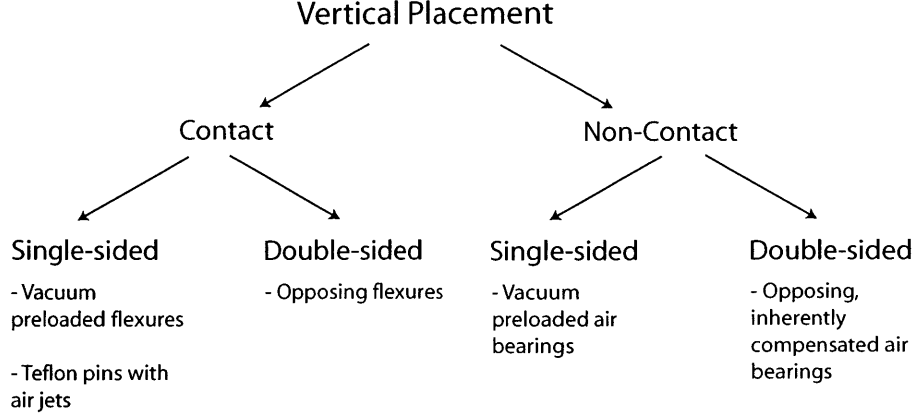 Vertical Placement
Contact
Non-Contact
Single-sided
- Vacuum
preloaded flexures
- Teflon pins with
air jets
Double-sided
- Opposing flexures
Single-sided
- Vacuum
preloaded air
bearings
Double-sided
- Opposing,
inherently
compensated air
bearings